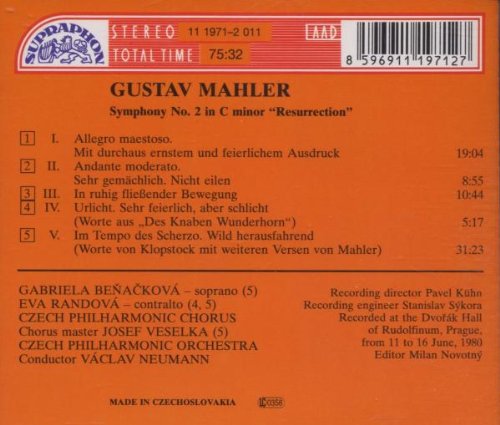 SUPRAPHON
STEREO 11 1971-2 011 LAAD
TOTAL TIME 75:32
8 596911 197127
GUSTAV MAHLER
Symphony No. 2 in C minor “Resurrection”
1 I. Allegro maestoso.
Mit durchaus ernstem und feierlichem Ausdruck 19:04
2 II. Andante moderato.
Sehr gemächlich. Nicht eilen 8:55
3 III. In ruhig fließender Bewegung 10:44
4 IV. Urlicht. Sehr feierlich, aber schlicht
(Worte aus „Des Knaben Wunderhorn“) 5:17
5 V. Im Tempo des Scherzo. Wild herausfahrend
(Worte von Klopstock mit weiteren Versen von Mahler) 31:23
GABRIELA BEŇAČKOVÁ – soprano (5)
EVA RANDOVÁ – contralto (4, 5)
CZECH PHILHARMONIC CHORUS
Chorus master JOSEF VESELKA (5)
CZECH PHILHARMONIC ORCHESTRA
Conductor VÁCLAV NEUMANN
Recording director Pavel Kühn
Recording engineer Stanislav Sýkora
Recorded at the Dvořák Hall
of Rudolfinum, Prague,
from 11 to 16 June, 1980
Editor Milan Novotný
MADE IN CZECHOSLOVAKIA
LC 0358